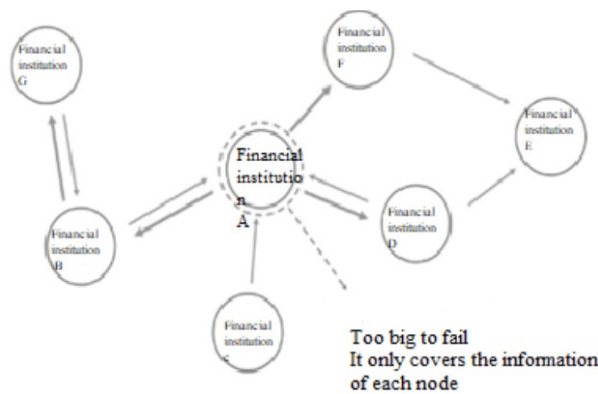 Financial
institution
G
Financial
institution
F
Financial
institution
E
Financial
institutio
n
A
Financial
institution
D
Financial
institution
B
Financial
institution
Too big to fail
It only covers the information
of each node